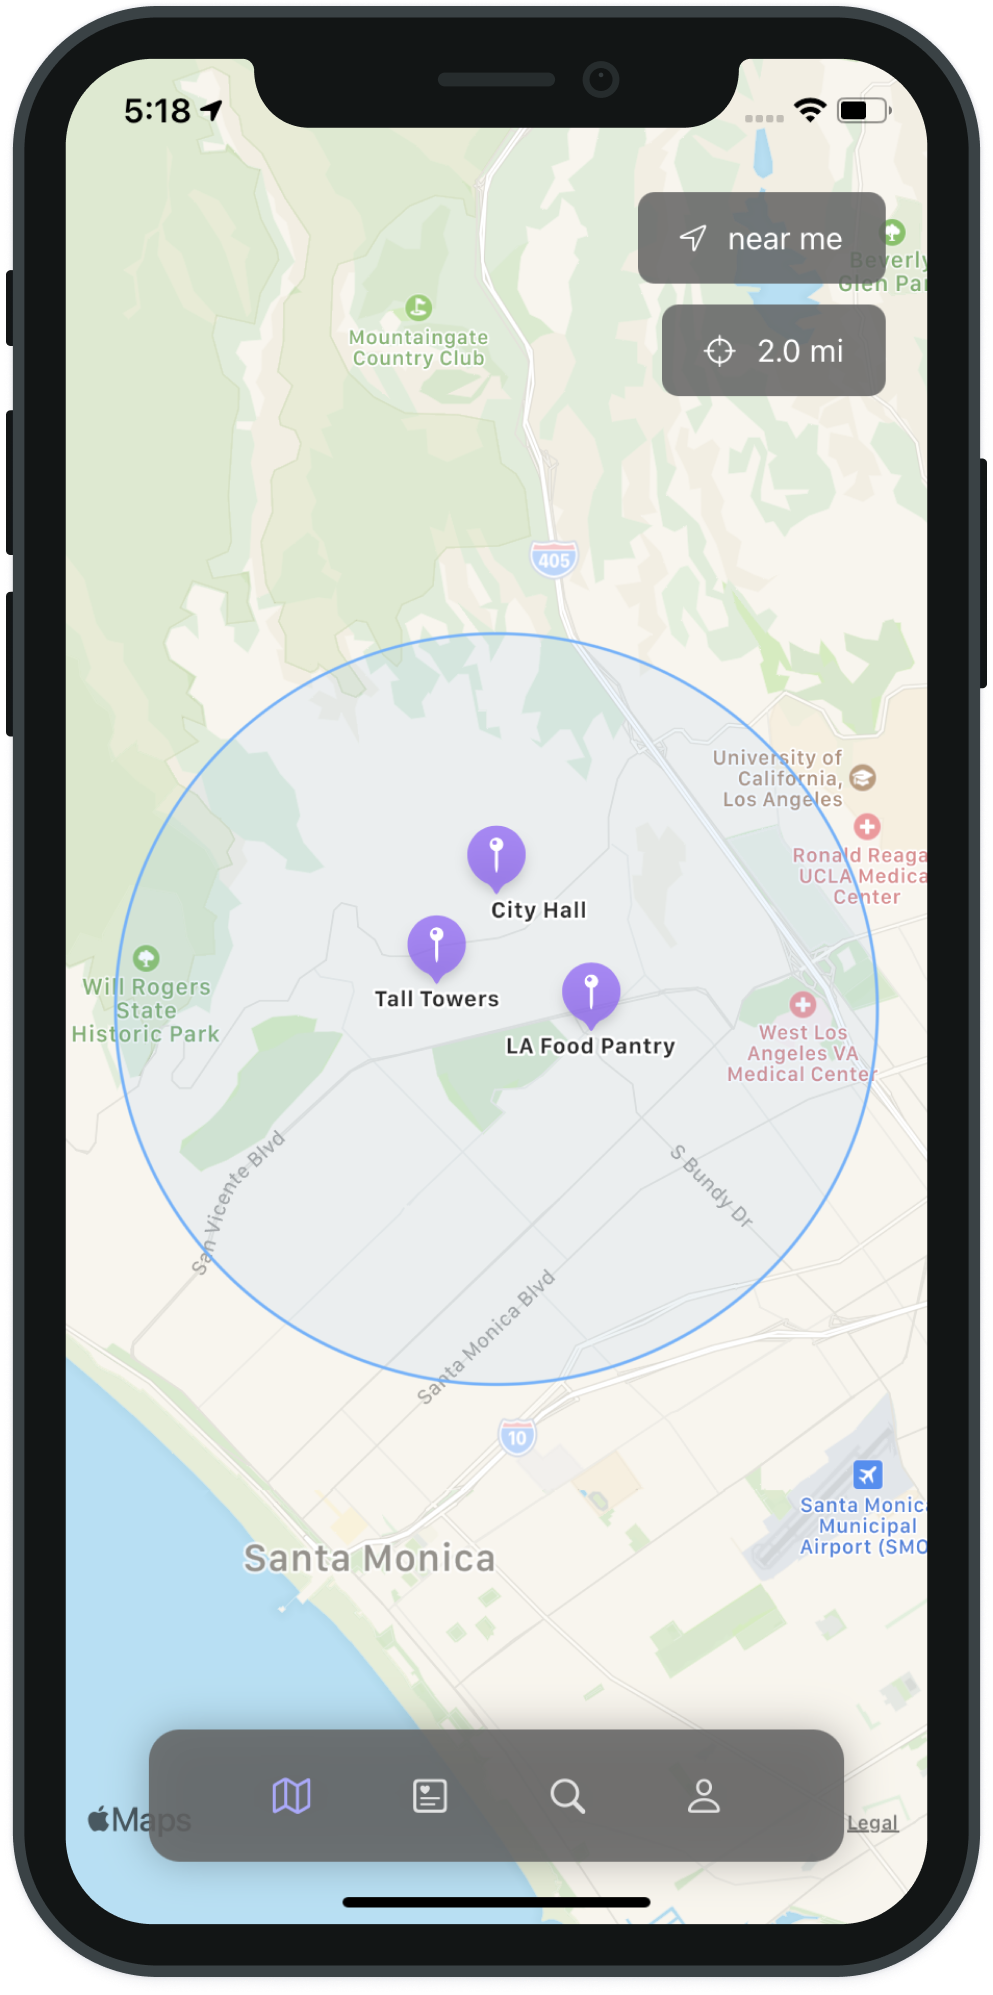 5:18
near me
Beverly
Glen Par
2.0 mi
Mountaingate
Country Club
405
University of
California,
Los Angeles
Ronald Reaga
UCLA Medica
Center
City Hall
Tall Towers
Will Rogers
State
Historic Park
LA Food Pantry
West Los
Angeles VA
Medical Center
San Vicente Blvd
S Bundy Dr
Santa Monica Blvd
10
Santa Monica
Municipal
Airport (SMO
Santa Monica
Maps
Legal